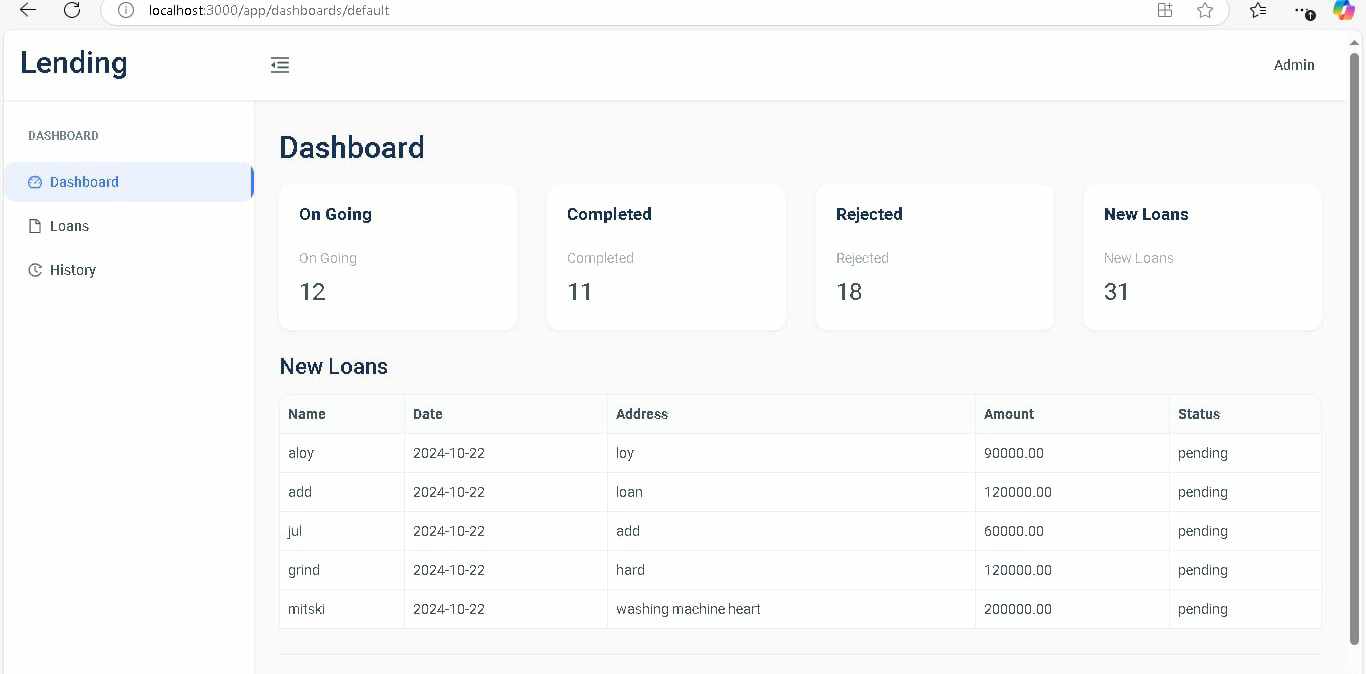 localhost:3000/app/dashboards/default
Lending
Admin
DASHBOARD
Dashboard
Loans
History
Dashboard
On Going
On Going
12
Completed
Completed
11
Rejected
Rejected
18
New Loans
New Loans
31
New Loans
Name Date Address Amount Status
aloy 2024-10-22 loy 90000.00 pending
add 2024-10-22 loan 120000.00 pending
jul 2024-10-22 add 60000.00 pending
grind 2024-10-22 hard 120000.00 pending
mitski 2024-10-22 washing machine heart 200000.00 pending